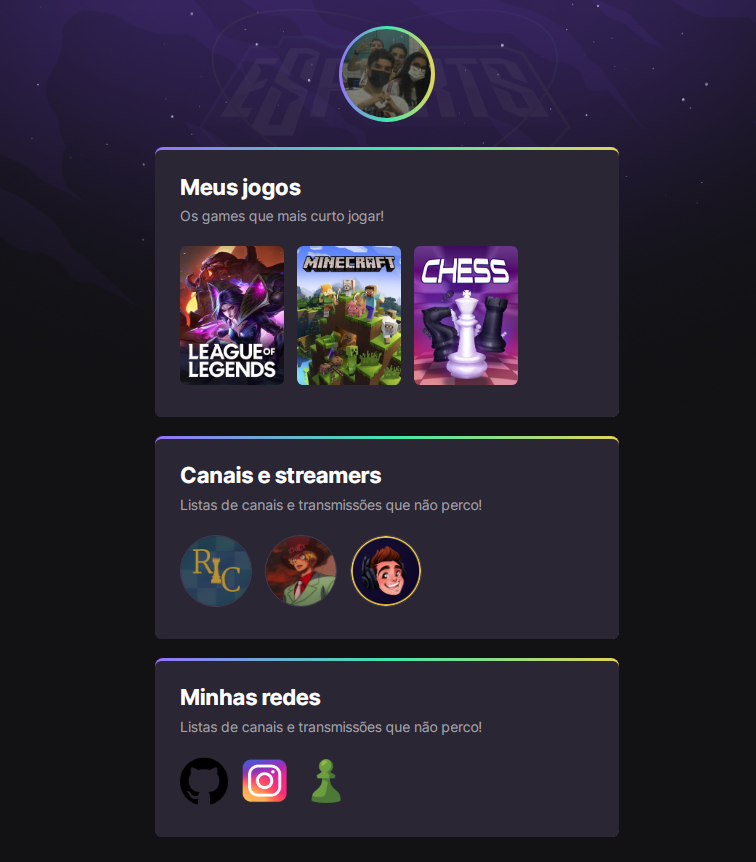 ESPORTS
Meus jogos
Os games que mais curto jogar!
LEAGUE OF
LEGENDS
MINECRAFT
CHESS
Canais e streamers
Listas de canais e transmissões que não perco!
R C
Minhas redes
Listas de canais e transmissões que não perco!